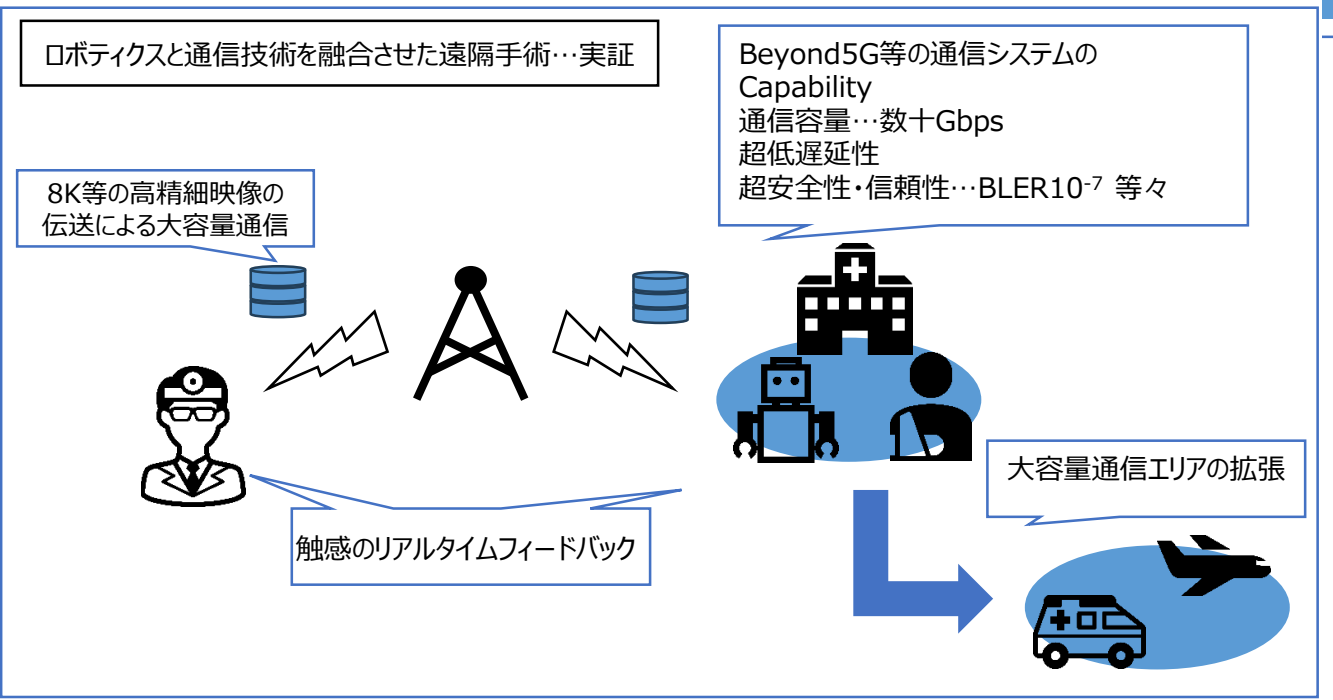 ロボティクスと通信技術を融合させた遠隔手術…実証
Beyond5G等の通信システムの
Capability
通信容量…数十Gbps
超低遅延性
超安全性・信頼性…BLER10⁻⁷ 等々
8K等の高精細映像の
伝送による大容量通信
触感のリアルタイムフィードバック
大容量通信エリアの拡張